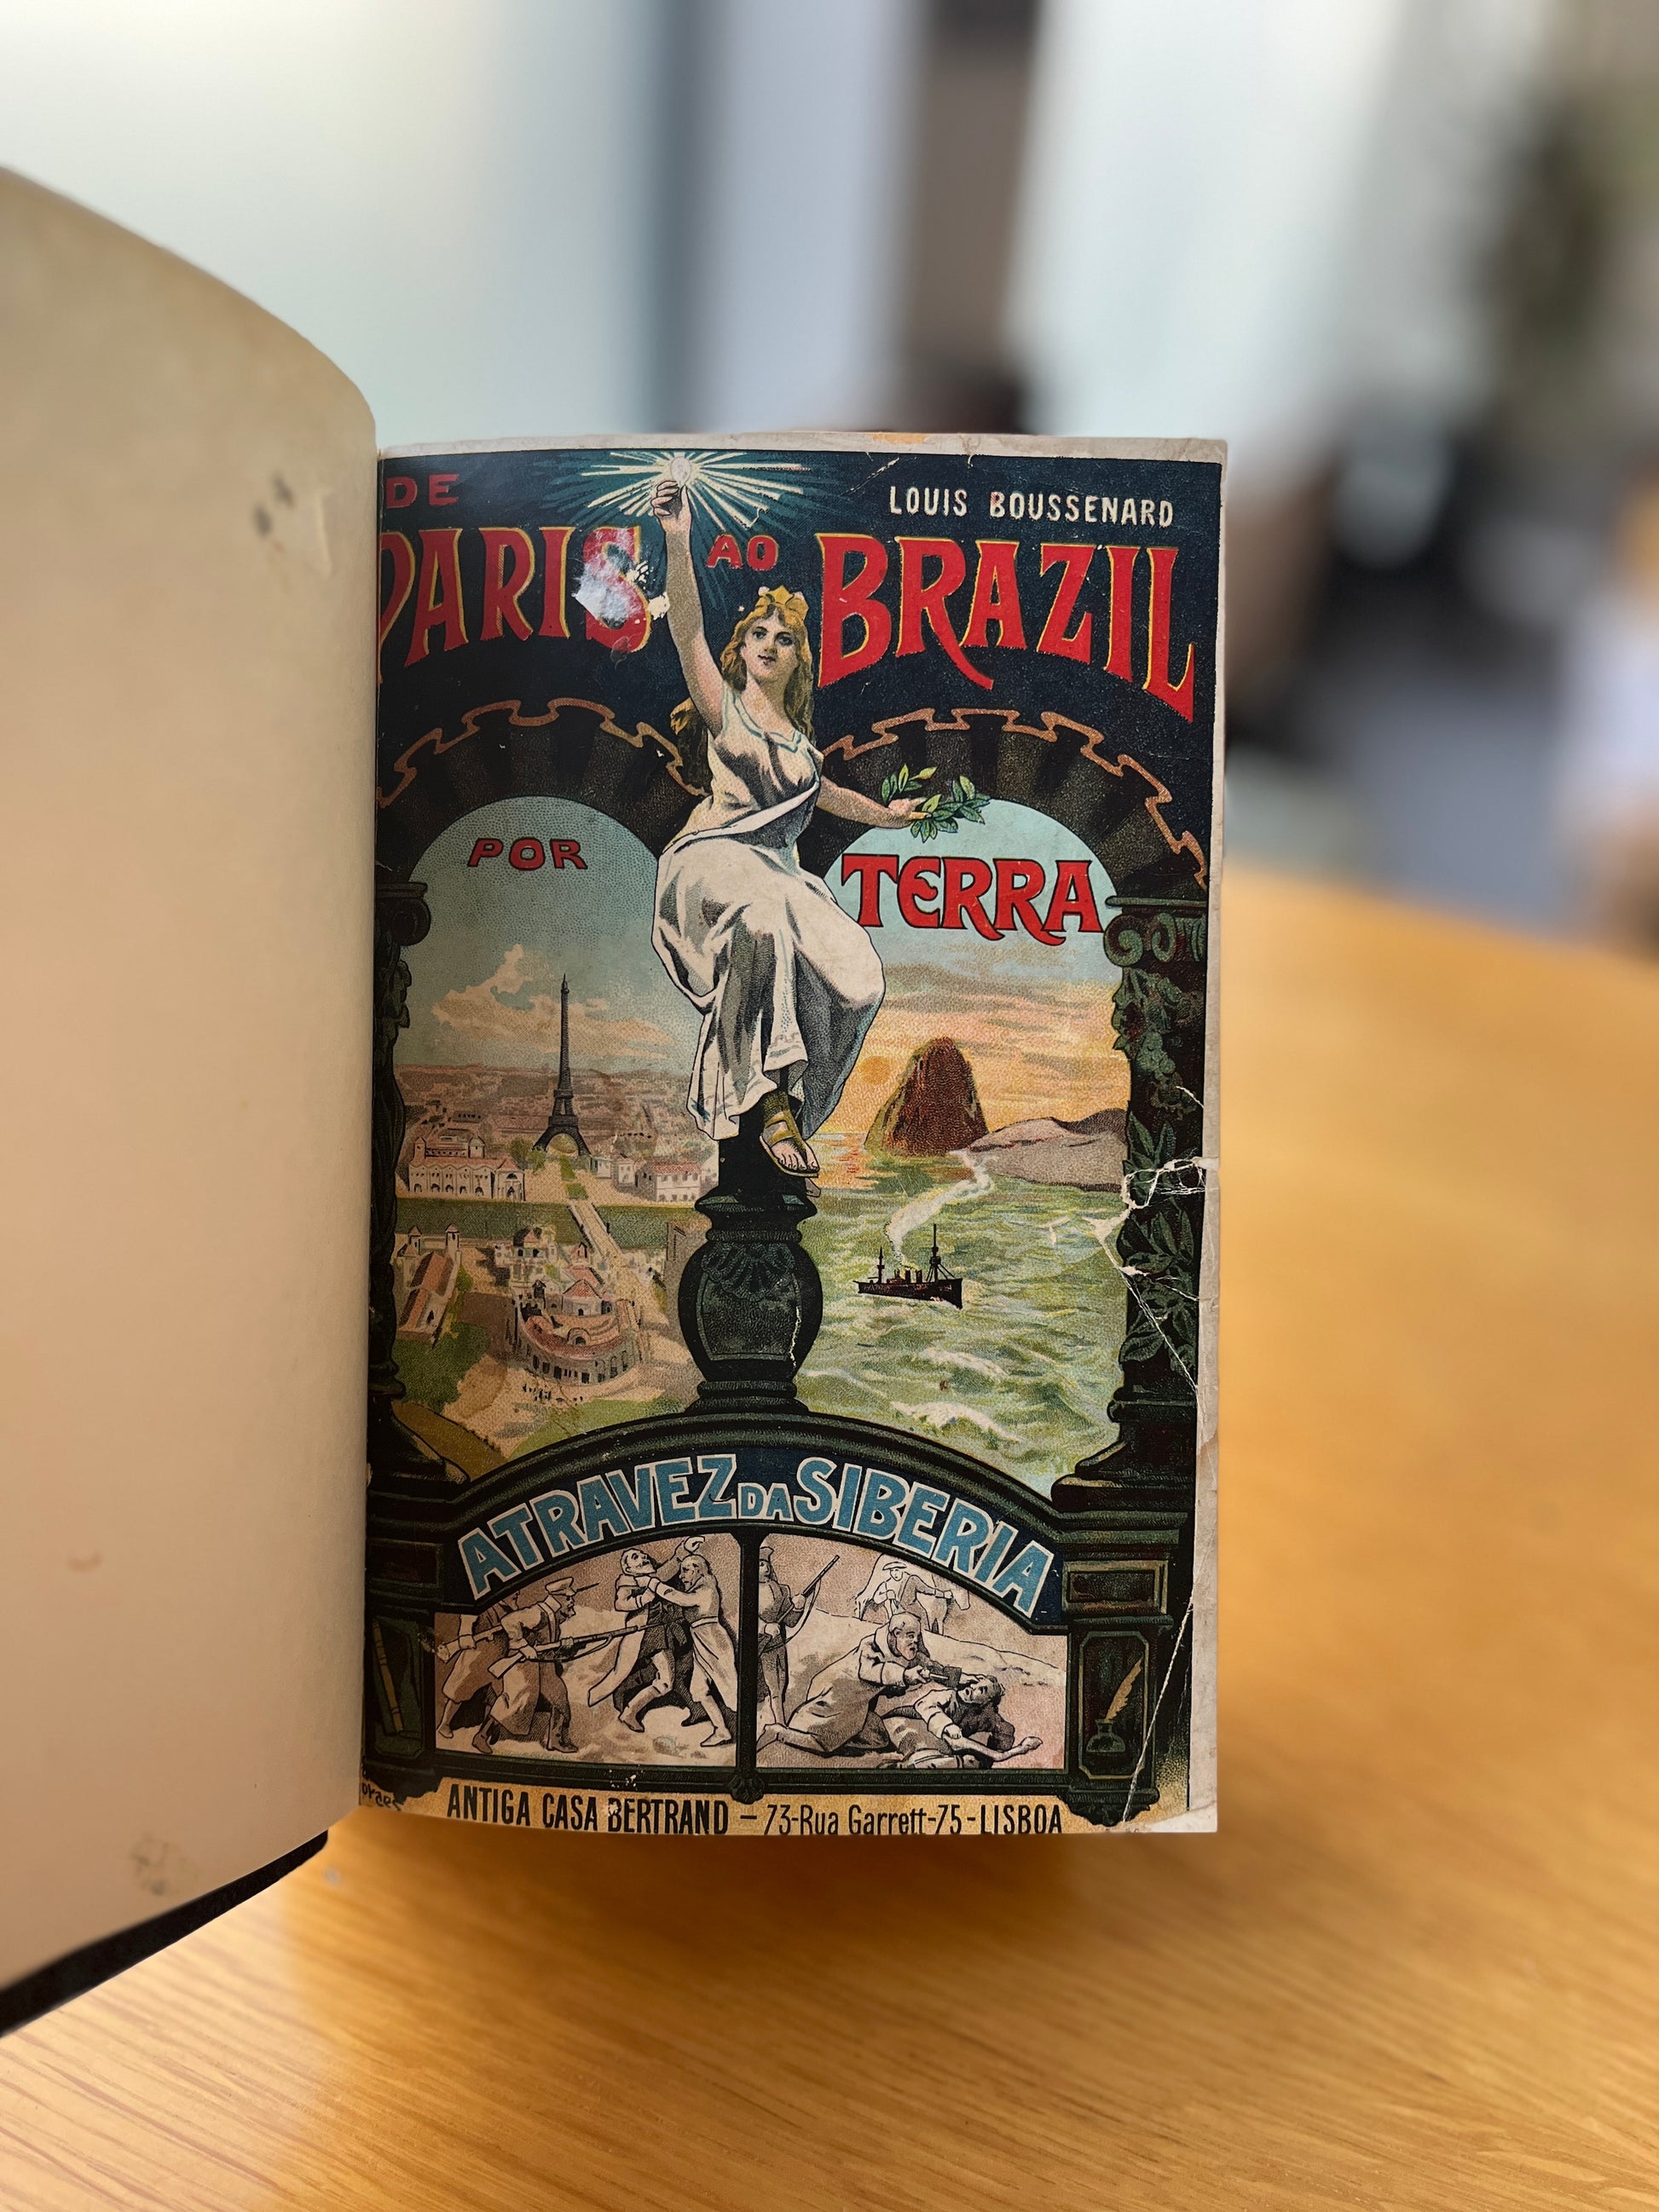 DE
LOUIS BOUSSENARD
PARIS AO BRAZIL
POR TERRA
ATRAVEZ DA SIBERIA
ANTIGA CASA BERTRAND – 73-Rua Garrett-75-LISBOA